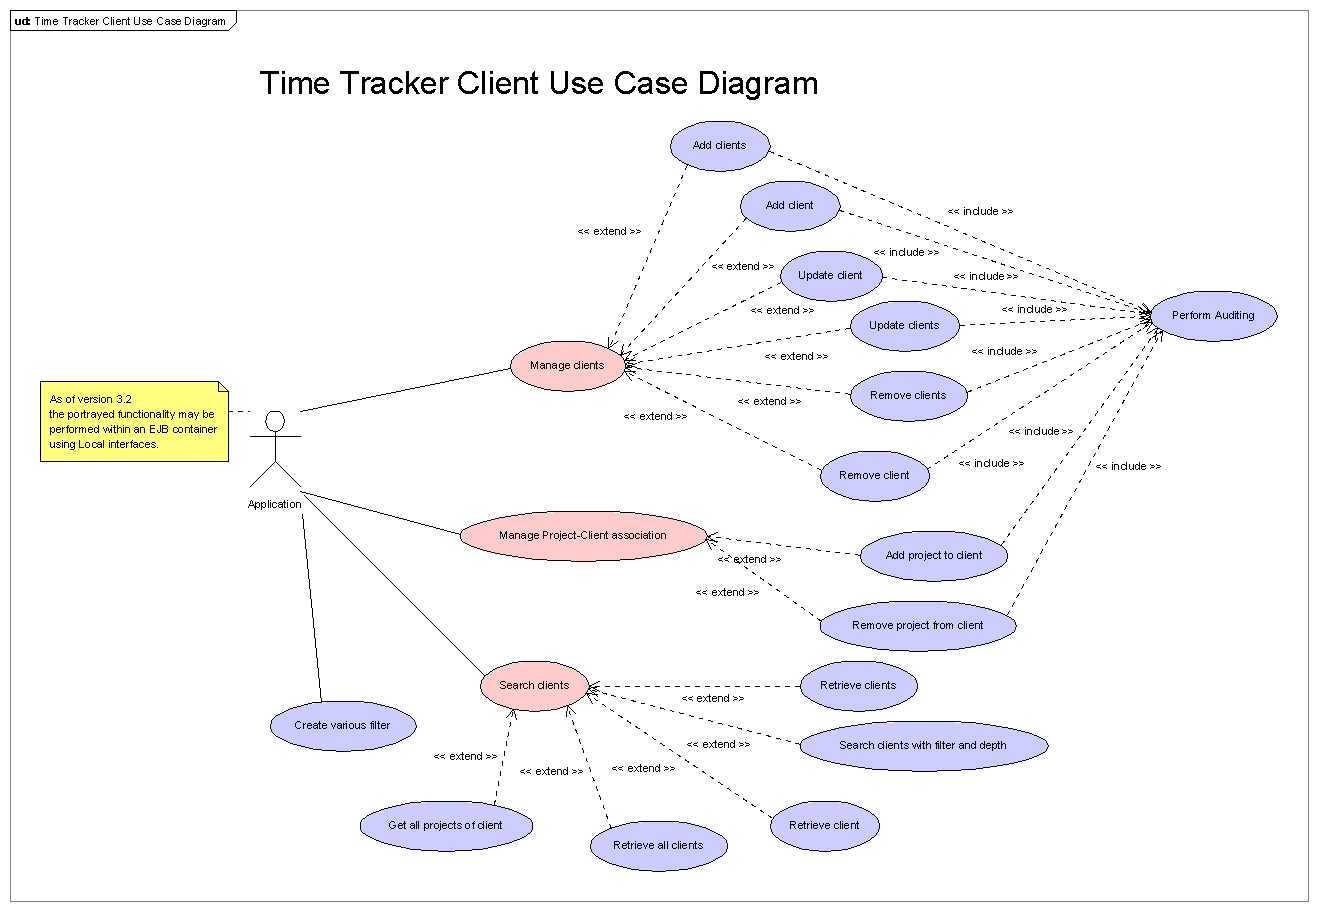 ud: Time Tracker Client Use Case Diagram
Time Tracker Client Use Case Diagram
Add clients
Add client
<< include >>
<< extend >>
<< include >>
<< extend >>
Update client
<< include >>
<< extend >>
<< include >>
Perform Auditing
Update clients
<< include >>
<< extend >>
Manage clients
As of version 3.2
the portrayed functionality may be
performed within an EJB container
using Local interfaces.
Remove clients
<< extend >>
<< extend >>
<< include >>
<< include >>
<< include >>
Remove client
Application
Manage Project-Client association
<< extend >>
Add project to client
<< extend >>
Remove project from client
Search clients
Retrieve clients
<< extend >>
Create various filter
Search clients with filter and depth
<< extend >>
<< extend >>
<< extend >>
<< extend >>
Get all projects of client
Retrieve client
Retrieve all clients